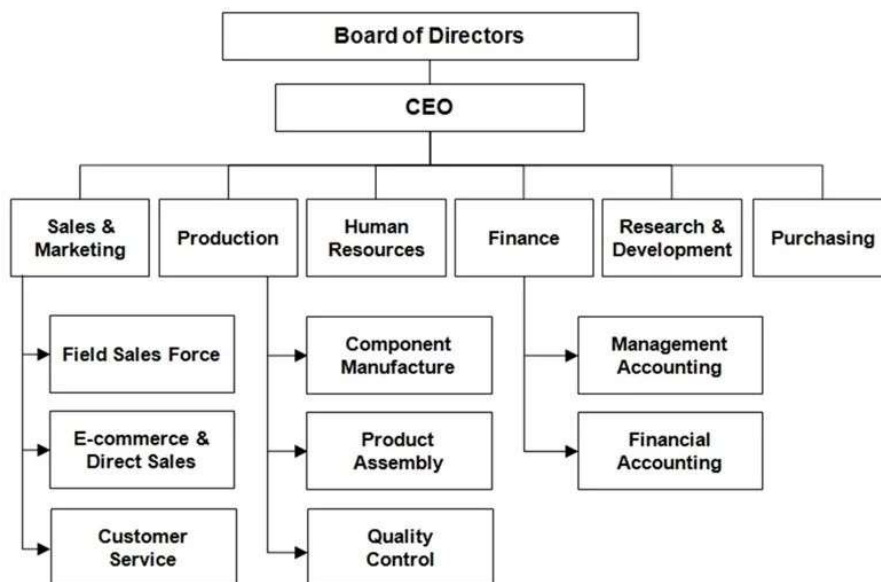 Board of Directors
CEO
Sales &
Marketing
Production
Human
Resources
Finance
Research &
Development
Purchasing
Field Sales Force
Component
Manufacture
Management
Accounting
E-commerce &
Direct Sales
Product
Assembly
Financial
Accounting
Customer
Service
Quality
Control